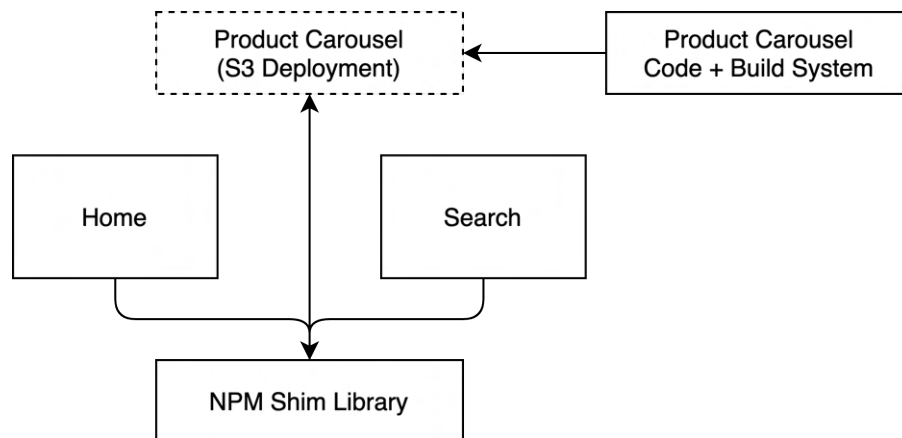 Product Carousel
(S3 Deployment)
Product Carousel
Code + Build System
Home
Search
NPM Shim Library